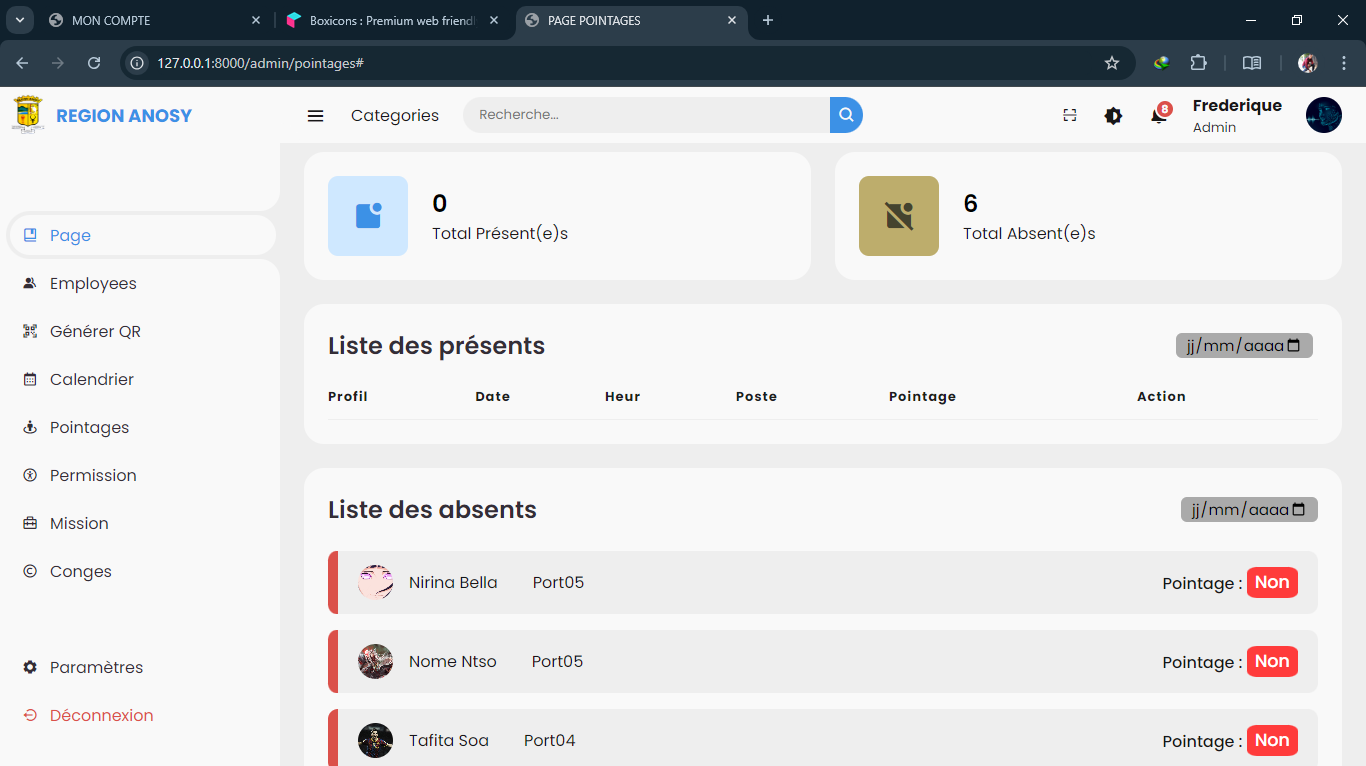 MON COMPTE
Boxicons : Premium web friendl
PAGE POINTAGES
127.0.0.1:8000/admin/pointages#
REGION ANOSY
Categories
Recherche...
8
Frederique
Admin
Page
Employees
Générer QR
Calendrier
Pointages
Permission
Mission
Conges
Paramètres
Déconnexion
0
Total Présent(e)s
6
Total Absent(e)s
Liste des présents
jj/mm/aaaa
Profil Date Heur Poste Pointage Action
Liste des absents
jj/mm/aaaa
Nirina Bella Port05 Pointage : Non
Nome Ntso Port05 Pointage : Non
Tafita Soa Port04 Pointage : Non